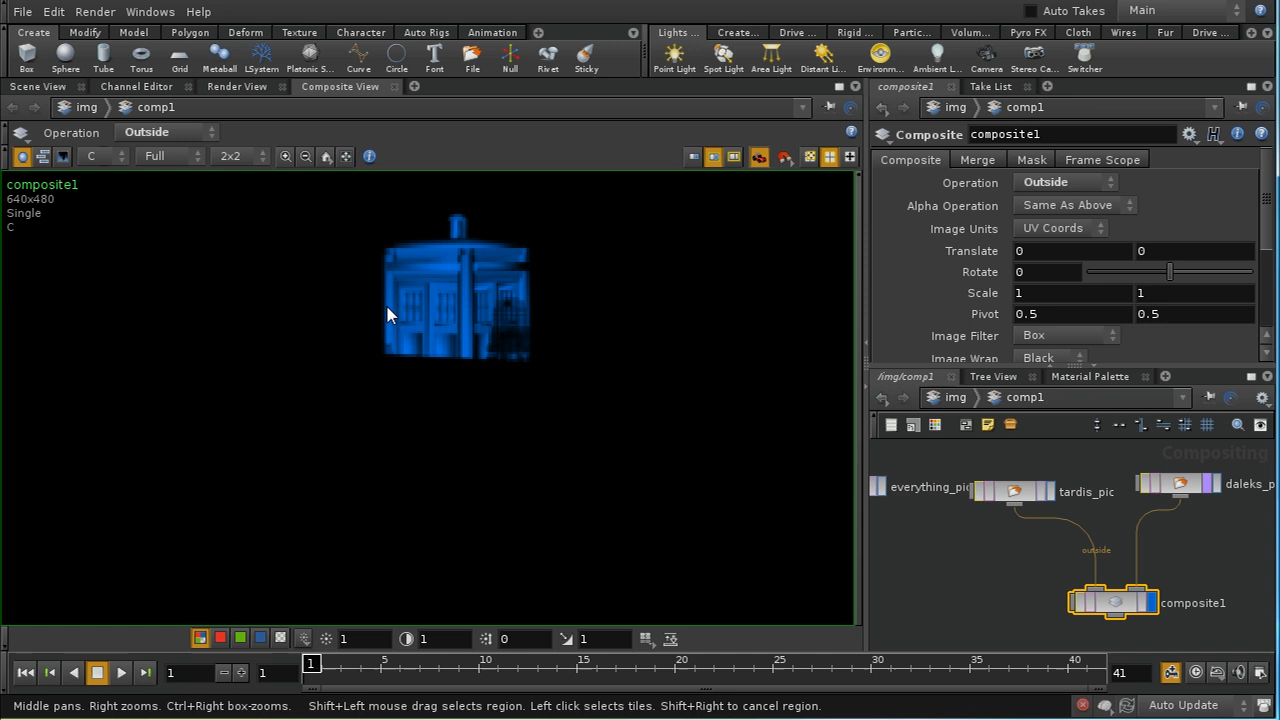 File Edit Render Windows Help Auto Takes Main
Create Modify Model Polygon Deform Texture Character Auto Rigs Animation Lights ... Create... Drive ... Rigid ... Partic... Volum... Pyro FX Cloth Wires Fur Drive ...
Box Sphere Tube Torus Grid Metaball LSystem Platonic S... Curve Circle Font File Null Rivet Sticky Point Light Spot Light Area Light Distant Li... Environm... Ambient L... Camera Stereo Ca... Switcher
Scene View Channel Editor Render View Composite View
img comp1
Operation Outside
C Full 2x2
composite1
640x480
Single
C
composite1 Take List
img comp1
Composite composite1
Composite Merge Mask Frame Scope
Operation Outside
Alpha Operation Same As Above
Image Units UV Coords
Translate 0 0
Rotate 0
Scale 1 1
Pivot 0.5 0.5
Image Filter Box
Image Wrap Black
/img/comp1 Tree View Material Palette
img comp1
Compositing
everything_pic tardis_pic daleks_p
outside
composite1
1 1 0 1
1 1 1 5 10 15 20 25 30 35 40 41
Middle pans. Right zooms. Ctrl+Right box-zooms. Shift+Left mouse drag selects region. Left click selects tiles. Shift+Right to cancel region. Auto Update